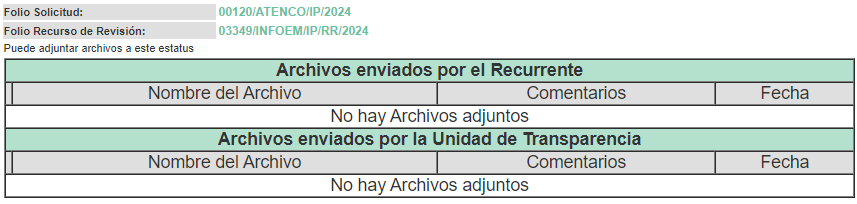 Folio Solicitud: 00120/ATENCO/IP/2024
Folio Recurso de Revisión: 03349/INFOEM/IP/RR/2024
Puede adjuntar archivos a este estatus
Archivos enviados por el Recurrente
Nombre del Archivo Comentarios Fecha
No hay Archivos adjuntos
Archivos enviados por la Unidad de Transparencia
Nombre del Archivo Comentarios Fecha
No hay Archivos adjuntos